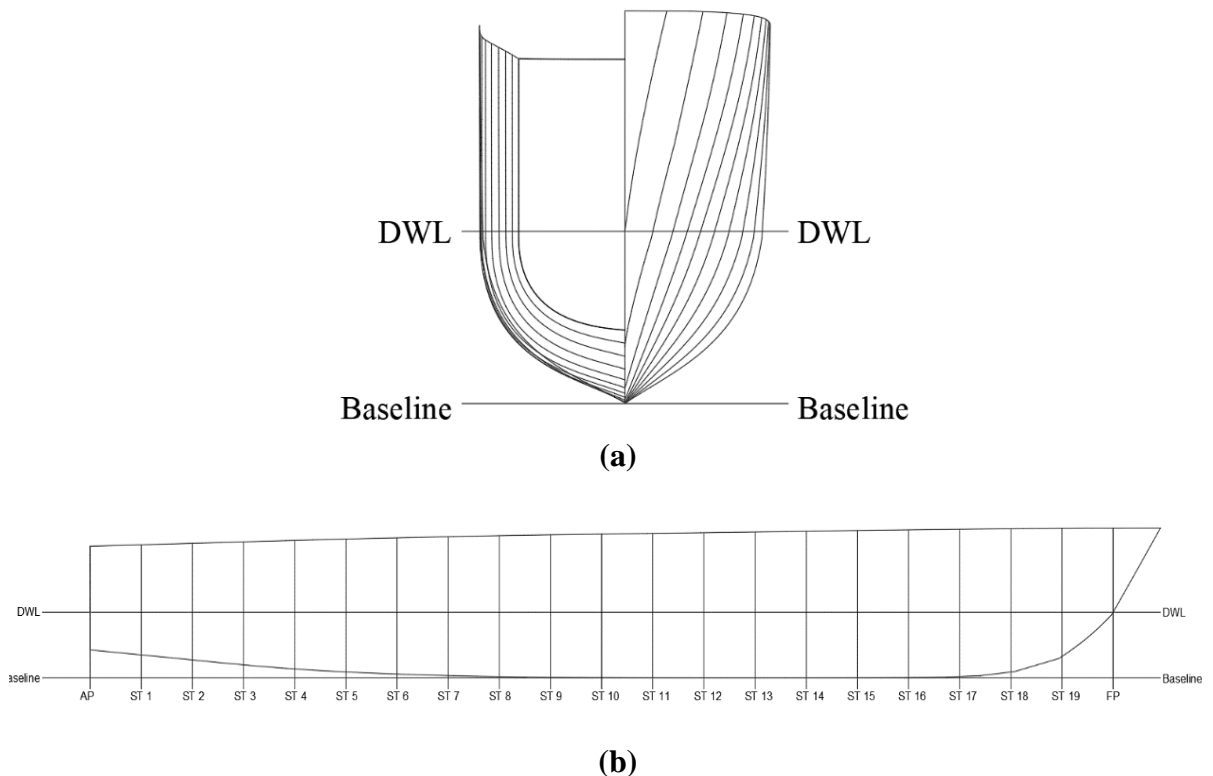 DWL DWL
Baseline Baseline
(a)
DWL DWL
aseline Baseline
AP ST 1 ST 2 ST 3 ST 4 ST 5 ST 6 ST 7 ST 8 ST 9 ST 10 ST 11 ST 12 ST 13 ST 14 ST 15 ST 16 ST 17 ST 18 ST 19 FP
(b)